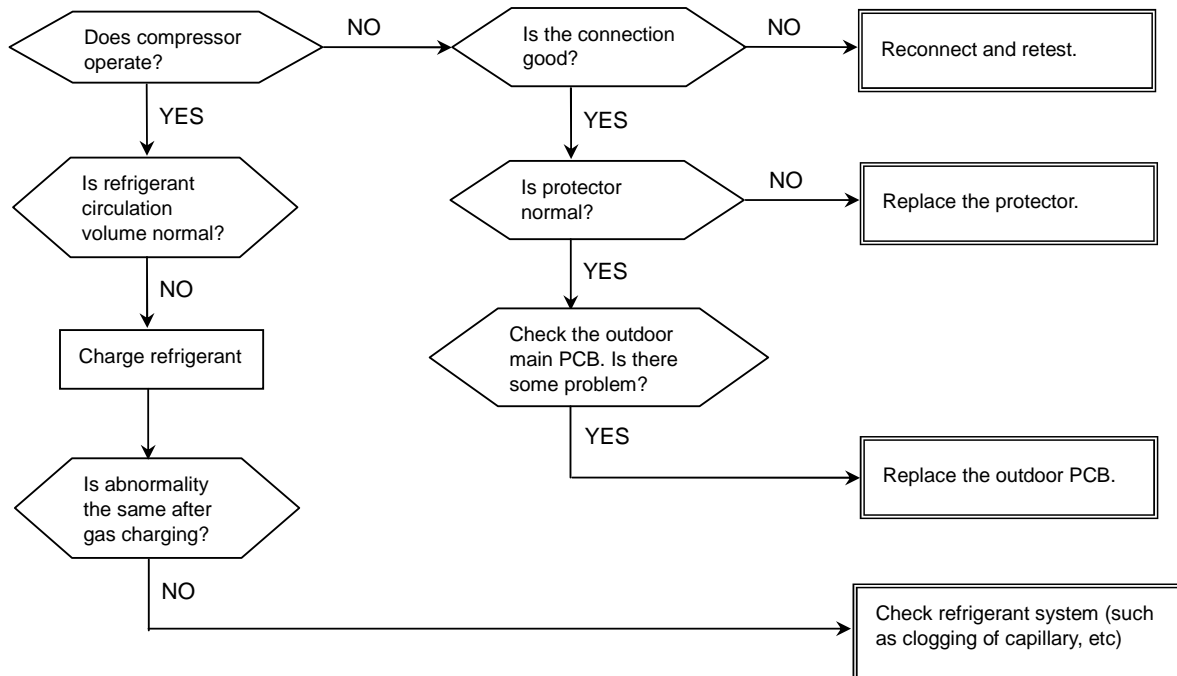 Does compressor
operate?
NO
Is the connection
good?
NO
Reconnect and retest.
YES
YES
Is refrigerant
circulation
volume normal?
Is protector
normal?
NO
Replace the protector.
NO
YES
Charge refrigerant
Check the outdoor
main PCB. Is there
some problem?
YES
Is abnormality
the same after
gas charging?
Replace the outdoor PCB.
NO
Check refrigerant system (such
as clogging of capillary, etc)